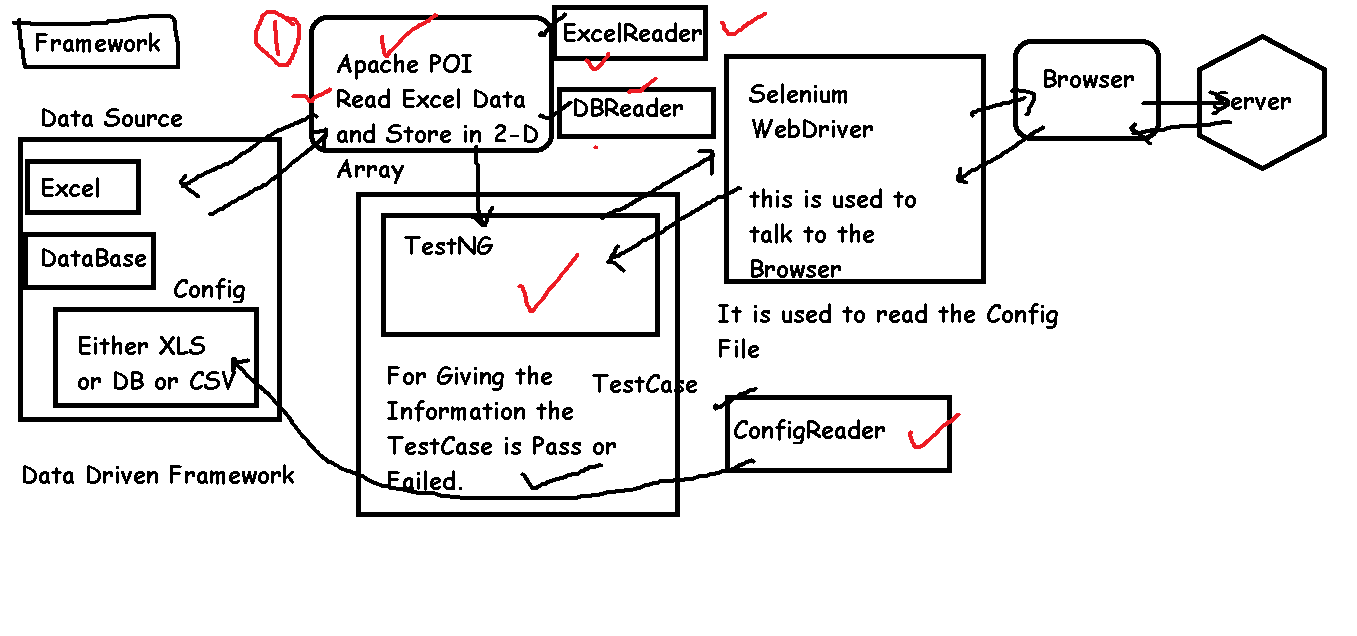 Framework
1
Apache POI
Read Excel Data
and Store in 2-D
Array
ExcelReader
DBReader
Data Source
Excel
DataBase
Config
Either XLS
or DB or CSV
Data Driven Framework
TestNG
For Giving the
Information the
TestCase is Pass or
Failed.
TestCase
Selenium
WebDriver
this is used to
talk to the
Browser
It is used to read the Config
File
ConfigReader
Browser
Server